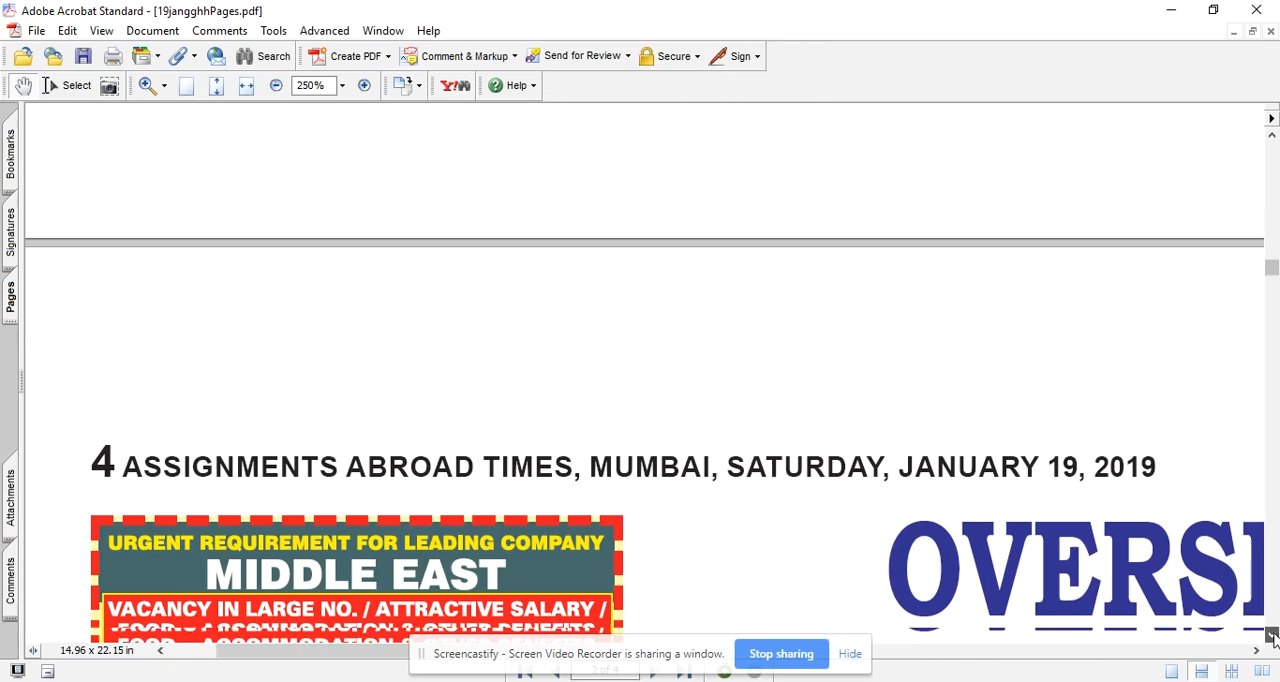 Adobe Acrobat Standard - [19jangghhPages.pdf]
File Edit View Document Comments Tools Advanced Window Help
Search Create PDF Comment & Markup Send for Review Secure Sign
Select 250% Y! Help
Bookmarks
Signatures
Pages
Attachments
Comments
4 ASSIGNMENTS ABROAD TIMES, MUMBAI, SATURDAY, JANUARY 19, 2019
URGENT REQUIREMENT FOR LEADING COMPANY
MIDDLE EAST
VACANCY IN LARGE NO. / ATTRACTIVE SALARY /
OVERS
14.96 x 22.15 in
Screencastify - Screen Video Recorder is sharing a window. Stop sharing Hide
2 of 4